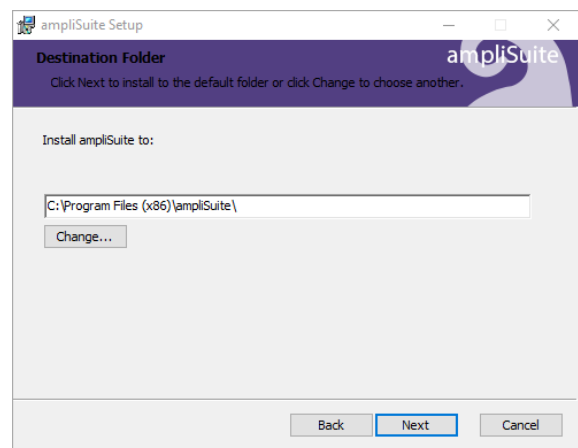 ampliSuite Setup
Destination Folder
ampliSuite
Click Next to install to the default folder or click Change to choose another.
Install ampliSuite to:
C:\Program Files (x86)\ampliSuite\
Change...
Back Next Cancel